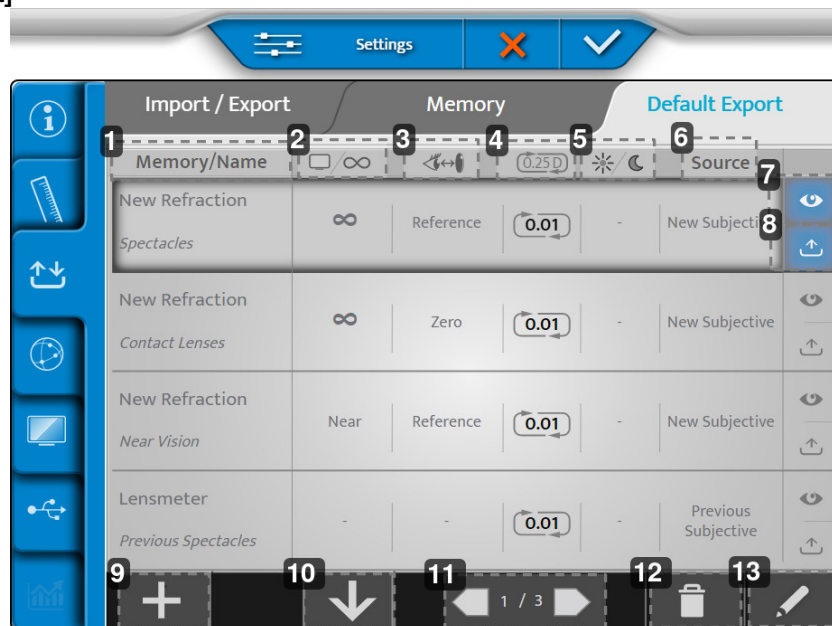 Settings
Import / Export Memory Default Export
1 2 3 4 5 6
Memory/Name 0.25 D Source
7
New Refraction
Spectacles
∞ Reference 0.01 - New Subjecti
8
New Refraction
Contact Lenses
∞ Zero 0.01 - New Subjective
New Refraction
Near Vision
Near Reference 0.01 - New Subjective
Lensmeter
Previous Spectacles
- - 0.01 - Previous
Subjective
9 10 11 12 13
1 / 3